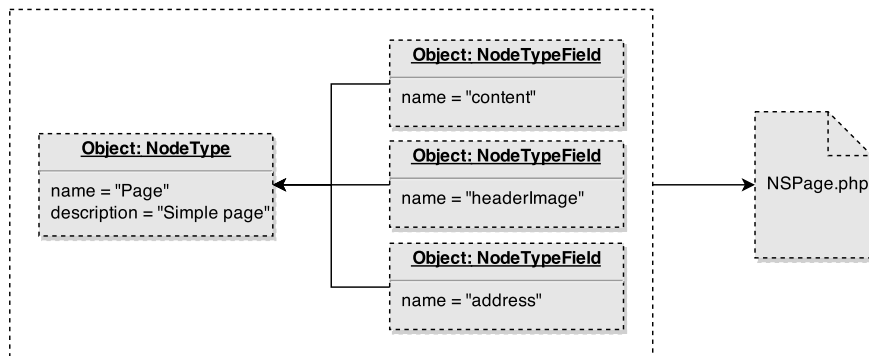 Object: NodeTypeField
name = "content"
Object: NodeType
name = "Page"
description = "Simple page"
Object: NodeTypeField
name = "headerImage"
Object: NodeTypeField
name = "address"
NSPage.php